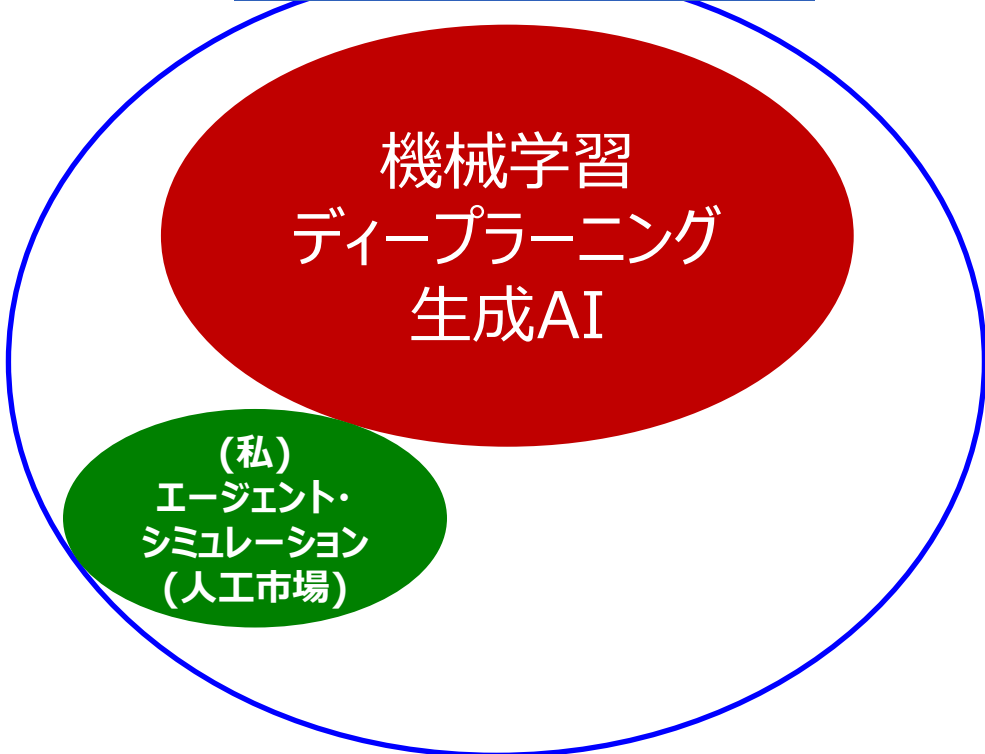 機械学習
ディープラーニング
生成AI
(私)
エージェント・
シミュレーション
(人工市場)